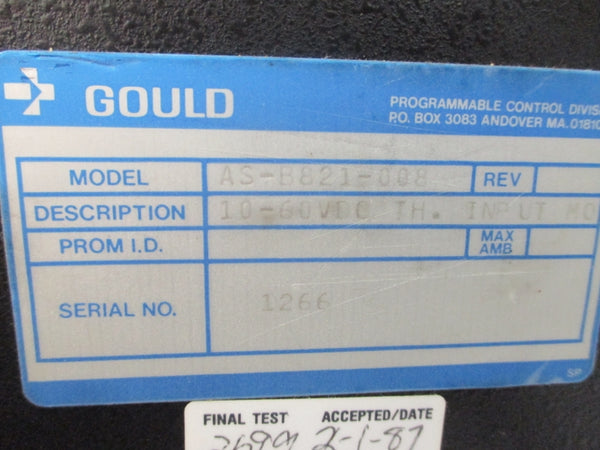 GOULD
PROGRAMMABLE CONTROL DIVIS
P.O. BOX 3083 ANDOVER MA. 01810
MODEL AS-B821-008 REV
DESCRIPTION 10-60VDC TH. INPUT MO
PROM I.D. MAX AMB
SERIAL NO. 1266
SP
FINAL TEST ACCEPTED/DATE
2-1-87